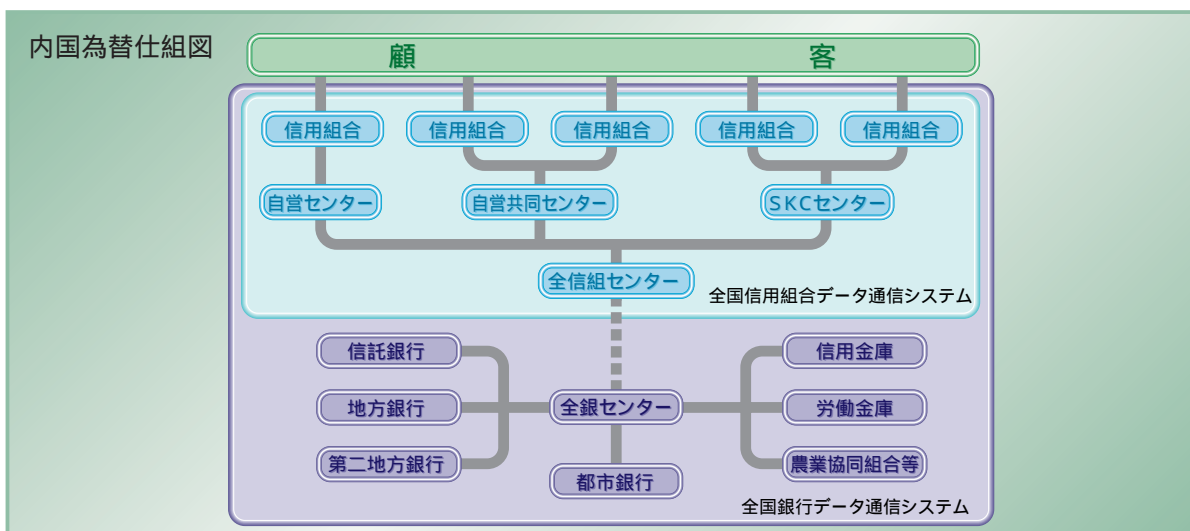 内国為替仕組図
顧客
信用組合 信用組合 信用組合 信用組合 信用組合
自営センター 自営共同センター SKCセンター
全信組センター
全国信用組合データ通信システム
信託銀行 信用金庫
地方銀行 全銀センター 労働金庫
第二地方銀行 都市銀行 農業協同組合等
全国銀行データ通信システム